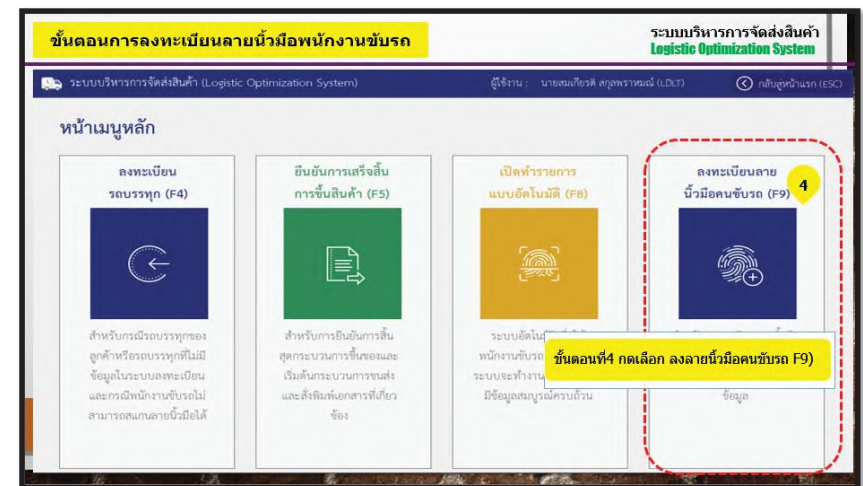 ขั้นตอนการลงทะเบียนลายนิ้วมือพนักงานขับรถ
ระบบบริหารการจัดส่งสินค้า
Logistic Optimization System
ระบบบริหารการจัดส่งสินค้า (Logistic Optimization System)
ผู้ใช้งาน : นายสมเกียรติ สกุลพราหมณ์ (LDLT)
กลับสู่หน้าแรก (ESC)
หน้าเมนูหลัก
ลงทะเบียน
รถบรรทุก (F4)
สำหรับกรณีรถบรรทุกของ
ลูกค้าหรือรถบรรทุกที่ไม่มี
ข้อมูลในระบบลงทะเบียน
และกรณีพนักงานขับรถไม่
สามารถสแกนลายนิ้วมือได้
ยืนยันการเสร็จสิ้น
การขึ้นสินค้า (F5)
สำหรับการยืนยันการสิ้น
สุดกระบวนการขึ้นของและ
เริ่มต้นกระบวนการขนส่ง
และสั่งพิมพ์เอกสารที่เกี่ยว
ข้อง
เปิดทำรายการ
แบบอัตโนมัติ (F8)
พนักงานขับรถ
ระบบจะทำงาน
มีข้อมูลสมบูรณ์ครบถ้วน
ลงทะเบียนลาย
นิ้วมือคนขับรถ (F9)
4
ขั้นตอนที่4 กดเลือก ลงลายนิ้วมือคนขับรถ F9)
ข้อมูล